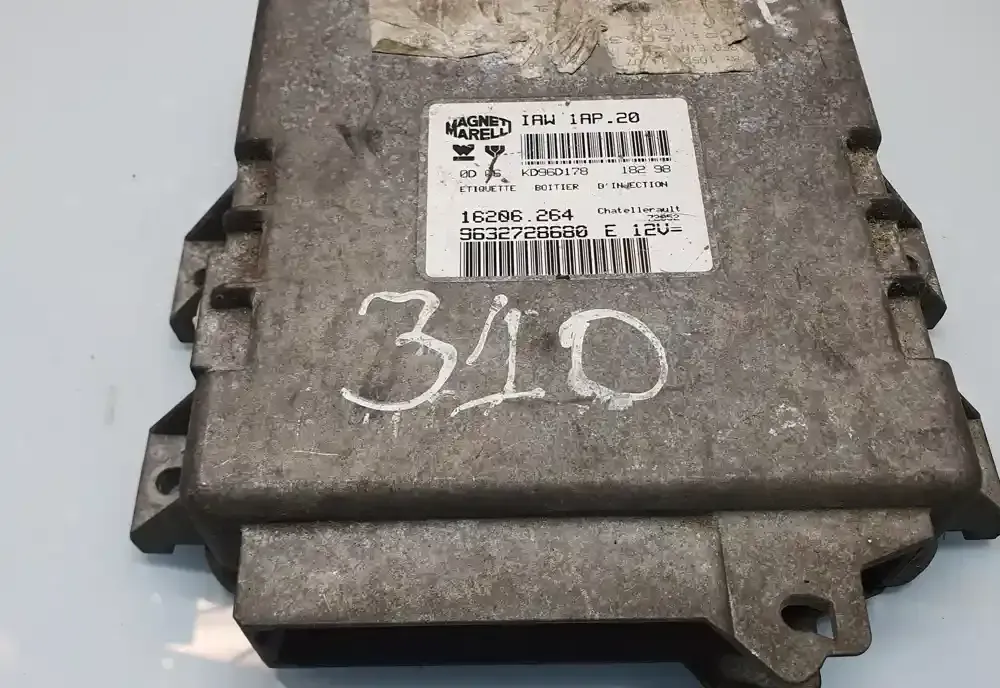 MAGNETI MARELLI
IAW 1AP.20
0D 06 KD96D178 182 98
ETIQUETTE BOITIER D'INJECTION
16206.264 Chatellerault
72052
9632728680 E 12V=
310